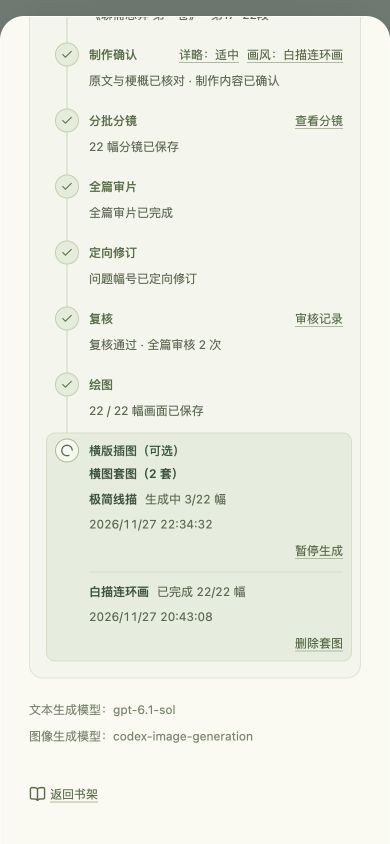 制作确认 详略：适中 画风：白描连环画
原文与梗概已核对 · 制作内容已确认
分批分镜 查看分镜
22 幅分镜已保存
全篇审片
全篇审片已完成
定向修订
问题幅号已定向修订
复核 审核记录
复核通过 · 全篇审核 2 次
绘图
22 / 22 幅画面已保存
横版插图（可选）
横图套图（2 套）
极简线描 生成中 3/22 幅
2026/11/27 22:34:32
暂停生成
白描连环画 已完成 22/22 幅
2026/11/27 20:43:08
删除套图
文本生成模型：gpt-6.1-sol
图像生成模型：codex-image-generation
返回书架